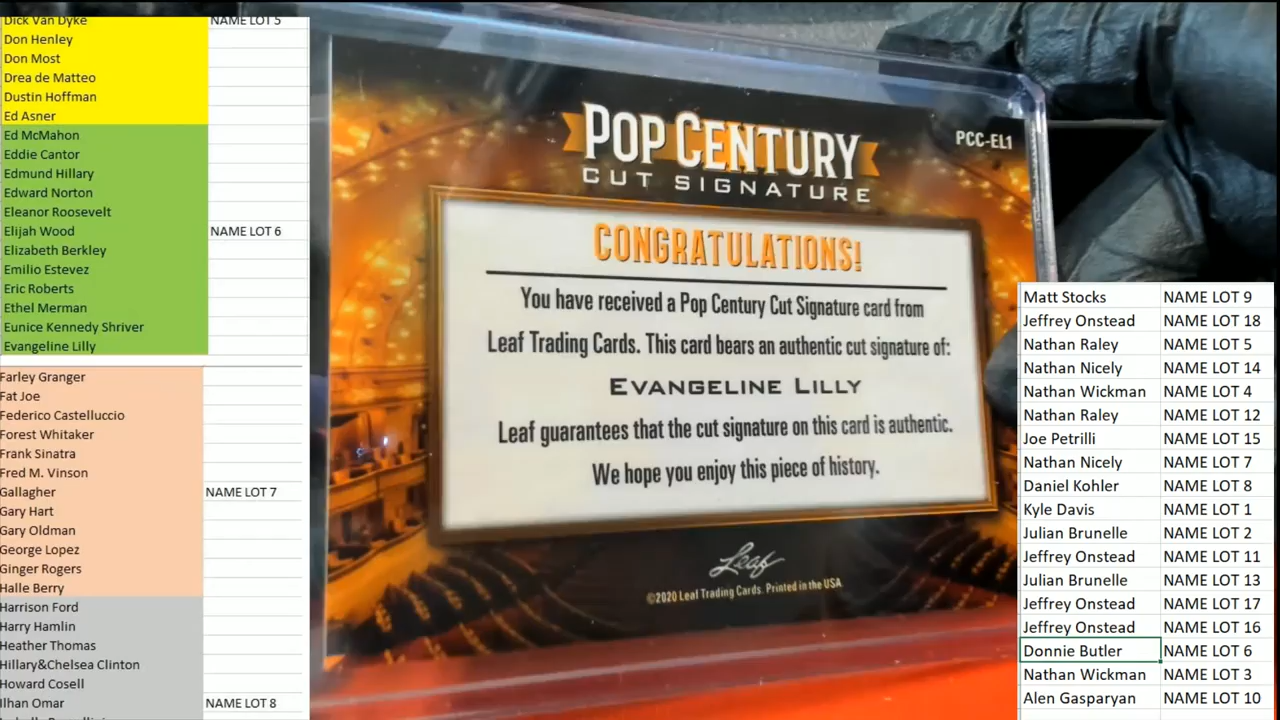 Dick Van Dyke NAME LOT 5
Don Henley
Don Most
Drea de Matteo
Dustin Hoffman
Ed Asner
Ed McMahon
Eddie Cantor
Edmund Hillary
Edward Norton
Eleanor Roosevelt
Elijah Wood NAME LOT 6
Elizabeth Berkley
Emilio Estevez
Eric Roberts
Ethel Merman
Eunice Kennedy Shriver
Evangeline Lilly
Farley Granger
Fat Joe
Federico Castelluccio
Forest Whitaker
Frank Sinatra
Fred M. Vinson
Gallagher NAME LOT 7
Gary Hart
Gary Oldman
George Lopez
Ginger Rogers
Halle Berry
Harrison Ford
Harry Hamlin
Heather Thomas
Hillary&Chelsea Clinton
Howard Cosell
Ilhan Omar NAME LOT 8
POP CENTURY
CUT SIGNATURE
PCC-EL1
CONGRATULATIONS!
You have received a Pop Century Cut Signature card from
Leaf Trading Cards. This card bears an authentic cut signature of:
EVANGELINE LILLY
Leaf guarantees that the cut signature on this card is authentic.
We hope you enjoy this piece of history.
Leaf
©2020 Leaf Trading Cards. Printed in the USA
Matt Stocks NAME LOT 9
Jeffrey Onstead NAME LOT 18
Nathan Raley NAME LOT 5
Nathan Nicely NAME LOT 14
Nathan Wickman NAME LOT 4
Nathan Raley NAME LOT 12
Joe Petrilli NAME LOT 15
Nathan Nicely NAME LOT 7
Daniel Kohler NAME LOT 8
Kyle Davis NAME LOT 1
Julian Brunelle NAME LOT 2
Jeffrey Onstead NAME LOT 11
Julian Brunelle NAME LOT 13
Jeffrey Onstead NAME LOT 17
Jeffrey Onstead NAME LOT 16
Donnie Butler NAME LOT 6
Nathan Wickman NAME LOT 3
Alen Gasparyan NAME LOT 10